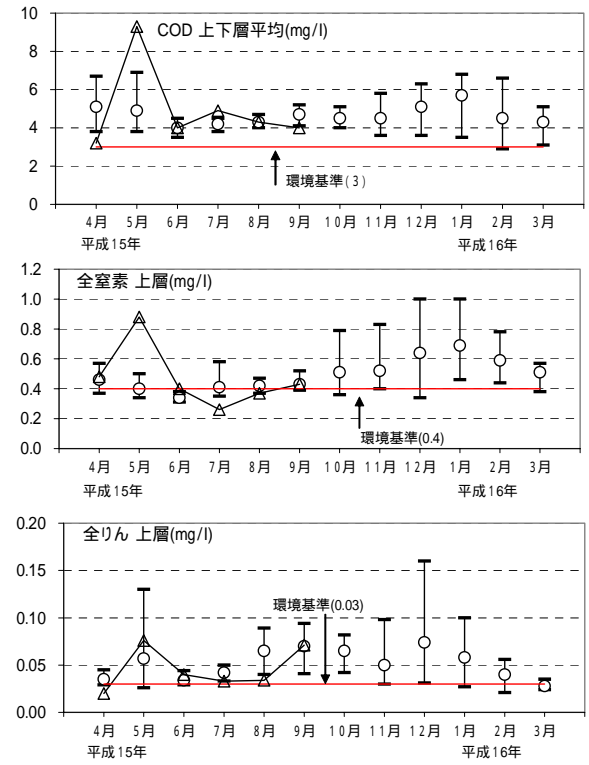 COD 上下層平均(mg/l)
10
8
6
4
2
0
環境基準(3)
4月 5月 6月 7月 8月 9月 10月 11月 12月 1月 2月 3月
平成15年 平成16年
全窒素 上層(mg/l)
1.2
1.0
0.8
0.6
0.4
0.2
0.0
環境基準(0.4)
4月 5月 6月 7月 8月 9月 10月 11月 12月 1月 2月 3月
平成15年 平成16年
全りん 上層(mg/l)
0.20
0.15
0.10
0.05
0.00
環境基準(0.03)
4月 5月 6月 7月 8月 9月 10月 11月 12月 1月 2月 3月
平成15年 平成16年